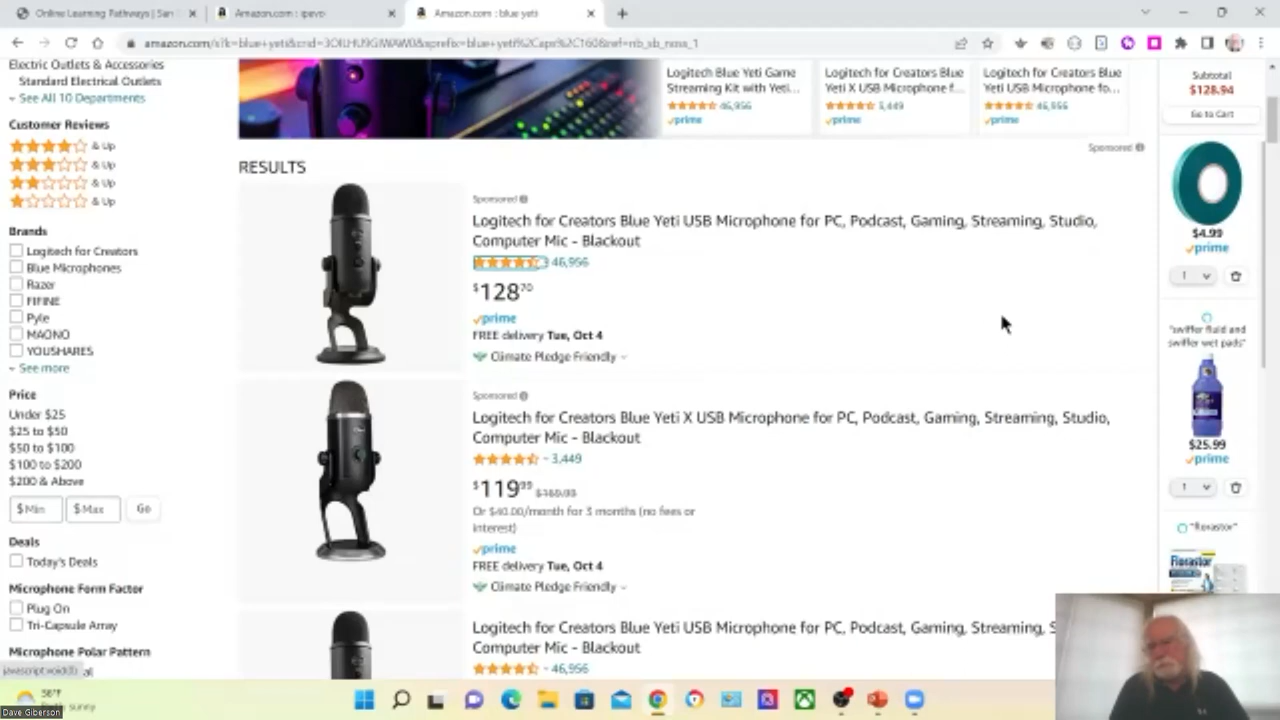 Online Learning Pathways | San
Amazon.com : ipevo
Amazon.com : blue yeti
Electric Outlets & Accessories
Standard Electrical Outlets
See All 10 Departments
Customer Reviews
& Up
& Up
& Up
& Up
Brands
Logitech for Creators
Blue Microphones
Razer
FIFINE
Pyle
MAONO
YOUSHARES
See more
Price
Under $25
$25 to $50
$50 to $100
$100 to $200
$200 & Above
$ Min
$ Max
Go
Deals
Today's Deals
Microphone Form Factor
Plug On
Tri-Capsule Array
Microphone Polar Pattern
javascript:void(0)
al
Logitech Blue Yeti Game
Streaming Kit with Yeti...
46,956
prime
Logitech for Creators Blue
Yeti X USB Microphone f...
3,449
prime
Logitech for Creators Blue
Yeti USB Microphone fo...
46,956
prime
Sponsored
RESULTS
Sponsored
Logitech for Creators Blue Yeti USB Microphone for PC, Podcast, Gaming, Streaming, Studio,
Computer Mic - Blackout
46,956
$128 70
prime
FREE delivery Tue, Oct 4
Climate Pledge Friendly
Sponsored
Logitech for Creators Blue Yeti X USB Microphone for PC, Podcast, Gaming, Streaming, Studio,
Computer Mic - Blackout
3,449
$119 99 $169.99
Or $40.00/month for 3 months (no fees or
interest)
prime
FREE delivery Tue, Oct 4
Climate Pledge Friendly
Logitech for Creators Blue Yeti USB Microphone for PC, Podcast, Gaming, Streaming, S
Computer Mic - Blackout
46,956
Subtotal
$128.94
Go to Cart
$4.99
prime
1
"swiffer fluid and
swiffer wet pads"
$25.99
prime
1
"florastor"
Florastor
sunny
Dave Giberson